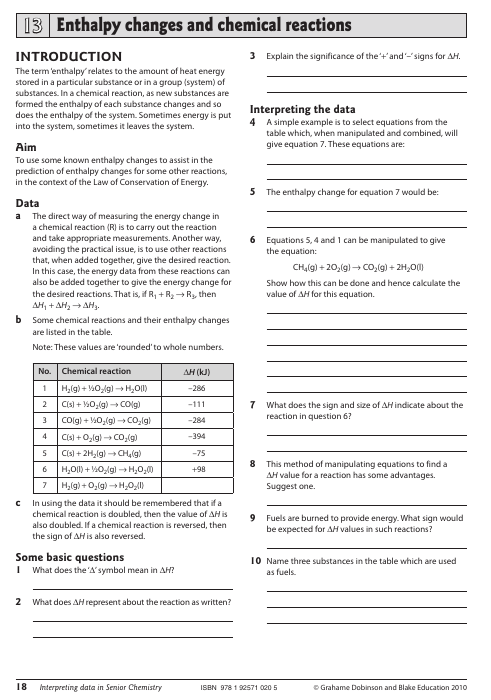 13 Enthalpy changes and chemical reactions
INTRODUCTION
The term ‘enthalpy’ relates to the amount of heat energy
stored in a particular substance or in a group (system) of
substances. In a chemical reaction, as new substances are
formed the enthalpy of each substance changes and so
does the enthalpy of the system. Sometimes energy is put
into the system, sometimes it leaves the system.
Aim
To use some known enthalpy changes to assist in the
prediction of enthalpy changes for some other reactions,
in the context of the Law of Conservation of Energy.
Data
a The direct way of measuring the energy change in
a chemical reaction (R) is to carry out the reaction
and take appropriate measurements. Another way,
avoiding the practical issue, is to use other reactions
that, when added together, give the desired reaction.
In this case, the energy data from these reactions can
also be added together to give the energy change for
the desired reactions. That is, if R₁ + R₂ → R₃, then
ΔH₁ + ΔH₂ → ΔH₃.
b Some chemical reactions and their enthalpy changes
are listed in the table.
Note: These values are ‘rounded’ to whole numbers.
No. Chemical reaction ΔH (kJ)
1 H₂(g) + ½O₂(g) → H₂O(l) –286
2 C(s) + ½O₂(g) → CO(g) –111
3 CO(g) + ½O₂(g) → CO₂(g) –284
4 C(s) + O₂(g) → CO₂(g) –394
5 C(s) + 2H₂(g) → CH₄(g) –75
6 H₂O(l) + ½O₂(g) → H₂O₂(l) +98
7 H₂(g) + O₂(g) → H₂O₂(l)
c In using the data it should be remembered that if a
chemical reaction is doubled, then the value of ΔH is
also doubled. If a chemical reaction is reversed, then
the sign of ΔH is also reversed.
Some basic questions
1 What does the ‘Δ’ symbol mean in ΔH?
2 What does ΔH represent about the reaction as written?
3 Explain the significance of the ‘+’ and ‘–’ signs for ΔH.
Interpreting the data
4 A simple example is to select equations from the
table which, when manipulated and combined, will
give equation 7. These equations are:
5 The enthalpy change for equation 7 would be:
6 Equations 5, 4 and 1 can be manipulated to give
the equation:
CH₄(g) + 2O₂(g) → CO₂(g) + 2H₂O(l)
Show how this can be done and hence calculate the
value of ΔH for this equation.
7 What does the sign and size of ΔH indicate about the
reaction in question 6?
8 This method of manipulating equations to find a
ΔH value for a reaction has some advantages.
Suggest one.
9 Fuels are burned to provide energy. What sign would
be expected for ΔH values in such reactions?
10 Name three substances in the table which are used
as fuels.
18 Interpreting data in Senior Chemistry ISBN 978 1 92571 020 5 © Grahame Dobinson and Blake Education 2010